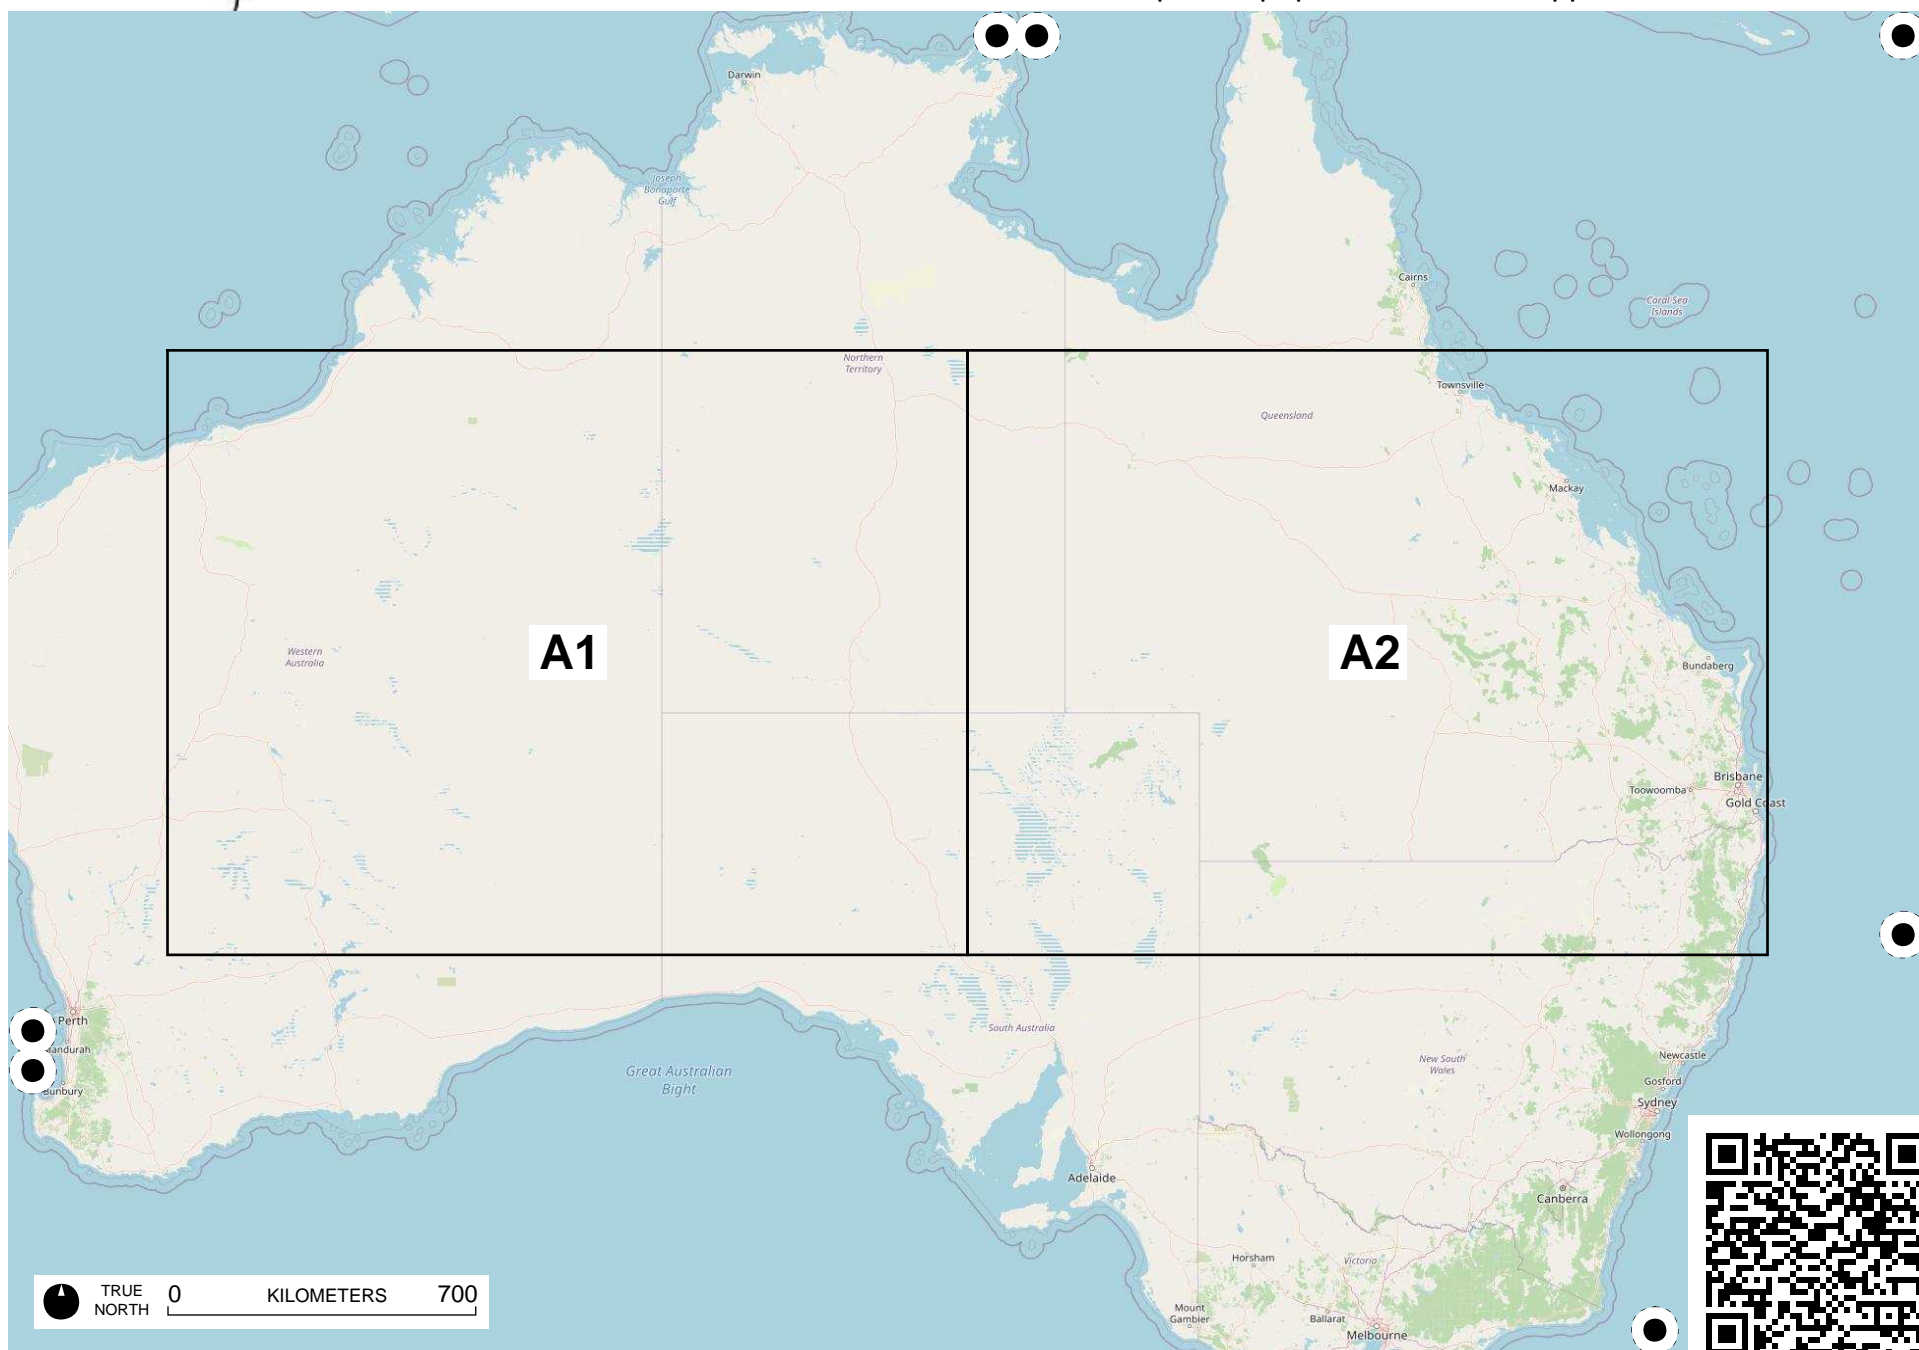 Darwin
Joseph
Bonaparte
Gulf
Cairns
Coral Sea
Islands
Northern
Territory
Townsville
Queensland
Mackay
A1
A2
Western
Australia
Bundaberg
Brisbane
Toowoomba
Gold Coast
Perth
Mandurah
Bunbury
South Australia
Great Australian
Bight
New South
Wales
Newcastle
Gosford
Sydney
Wollongong
Adelaide
Canberra
Horsham
Victoria
Mount
Gambier
Ballarat
Melbourne
TRUE
NORTH
0 KILOMETERS 700